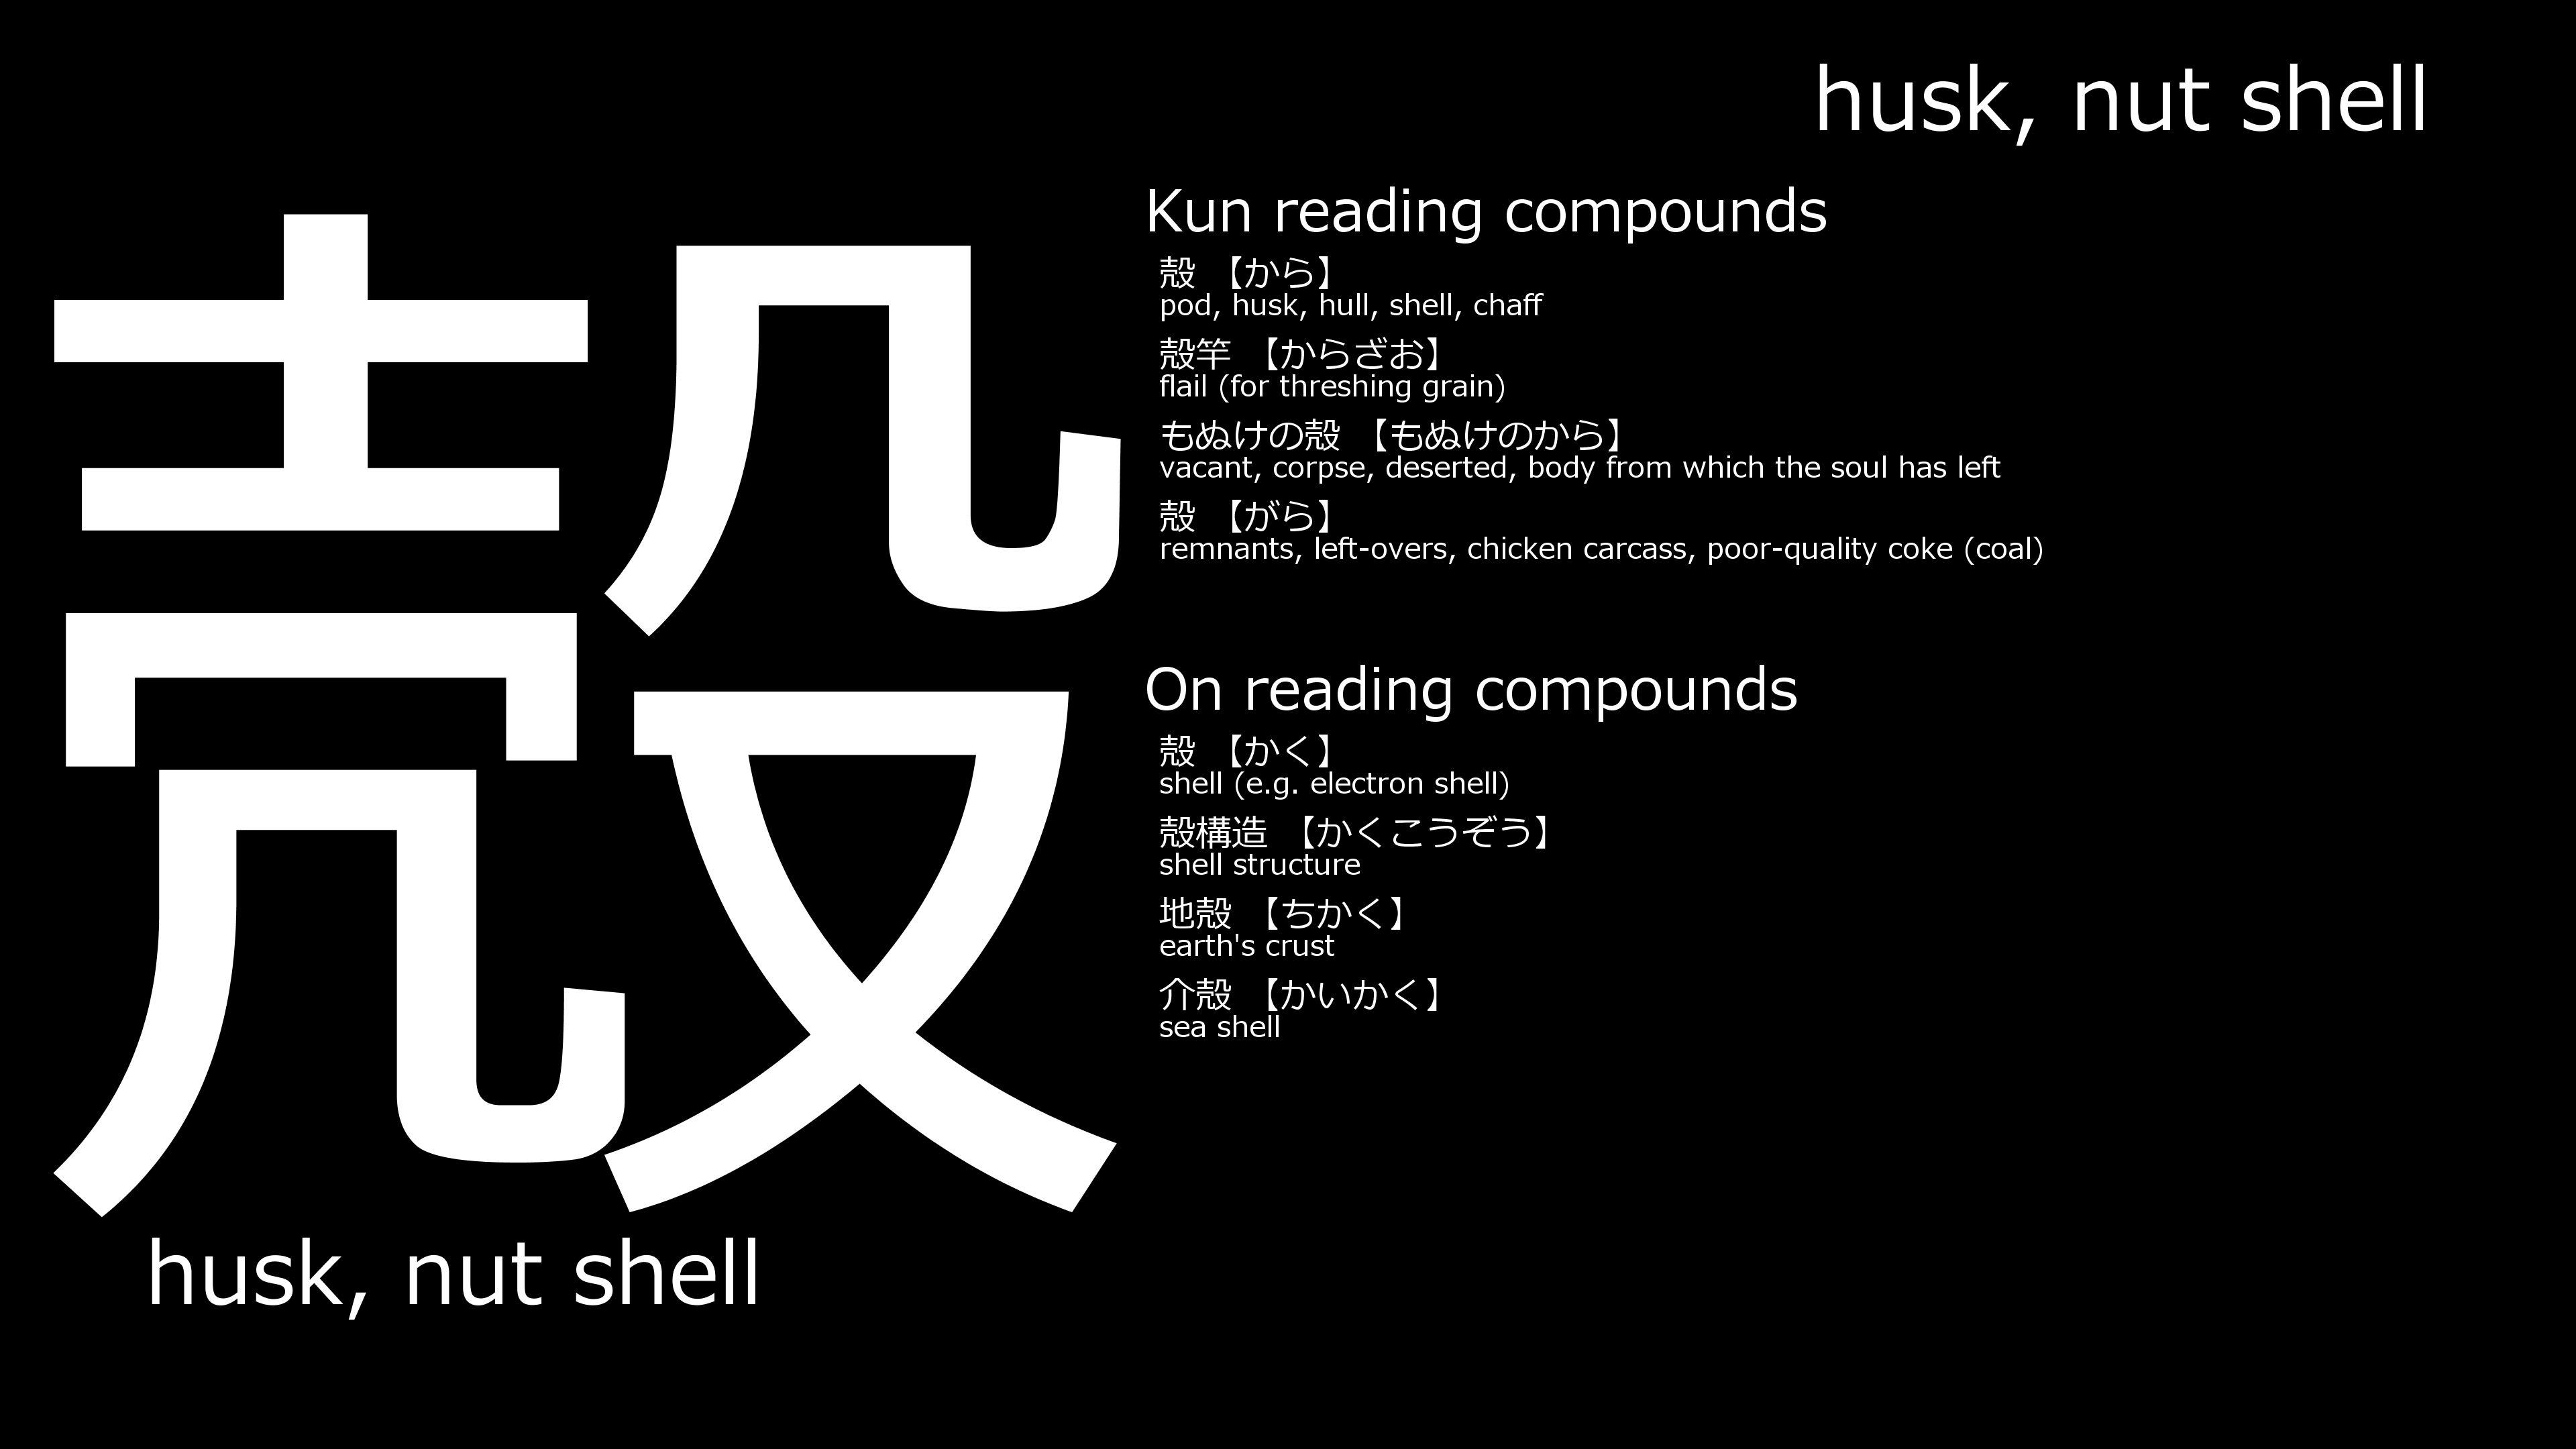 husk, nut shell
殻
husk, nut shell
Kun reading compounds
殻 【から】
pod, husk, hull, shell, chaff
殻竿 【からざお】
flail (for threshing grain)
もぬけの殻 【もぬけのから】
vacant, corpse, deserted, body from which the soul has left
殻 【がら】
remnants, left-overs, chicken carcass, poor-quality coke (coal)
On reading compounds
殻 【かく】
shell (e.g. electron shell)
殻構造 【かくこうぞう】
shell structure
地殻 【ちかく】
earth's crust
介殻 【かいかく】
sea shell